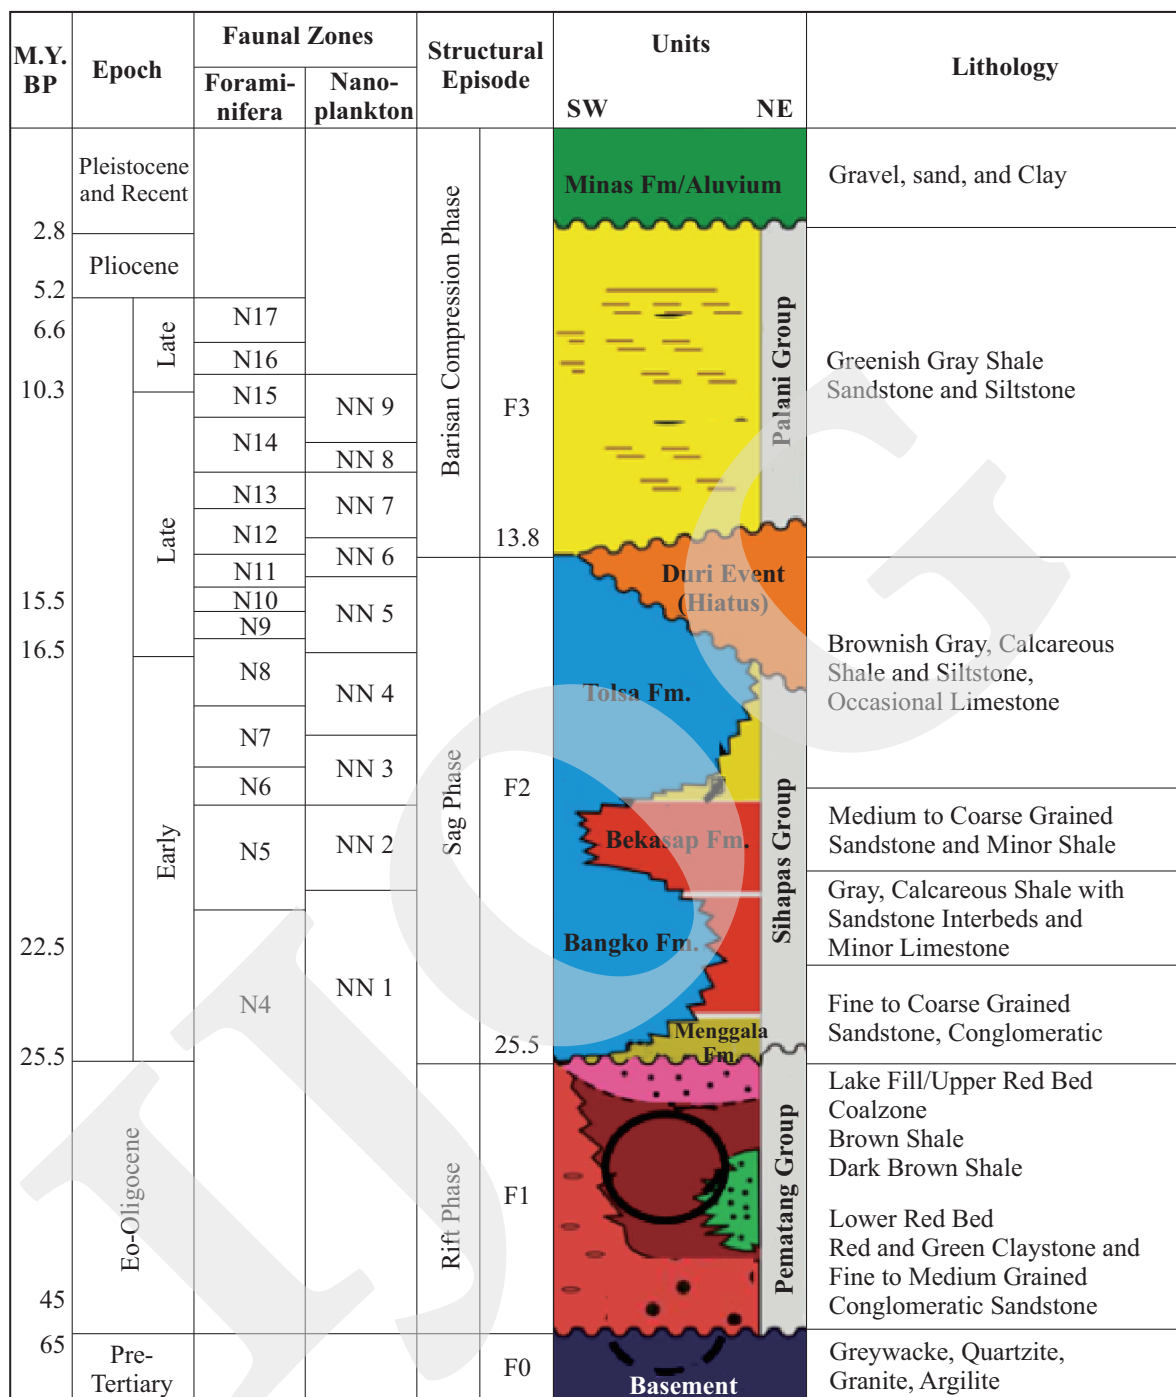 M.Y.
BP
Epoch
Faunal Zones
Forami-
nifera
Nano-
plankton
Structural
Episode
Units
SW
NE
Lithology
Pleistocene
and Recent
2.8
Pliocene
5.2
6.6
10.3
15.5
16.5
22.5
25.5
45
65
Late
Late
Early
Eo-Oligocene
Pre-
Tertiary
N17
N16
N15
N14
N13
N12
N11
N10
N9
N8
N7
N6
N5
N4
NN 9
NN 8
NN 7
NN 6
NN 5
NN 4
NN 3
NN 2
NN 1
Barisan Compression Phase
Sag Phase
Rift Phase
F3
13.8
F2
25.5
F1
F0
Minas Fm/Aluvium
Palani Group
Duri Event
(Hiatus)
Tolsa Fm.
Bekasap Fm.
Bangko Fm.
Menggala
Fm.
Sihapas Group
Pematang Group
Basement
Gravel, sand, and Clay
Greenish Gray Shale
Sandstone and Siltstone
Brownish Gray, Calcareous
Shale and Siltstone,
Occasional Limestone
Medium to Coarse Grained
Sandstone and Minor Shale
Gray, Calcareous Shale with
Sandstone Interbeds and
Minor Limestone
Fine to Coarse Grained
Sandstone, Conglomeratic
Lake Fill/Upper Red Bed
Coalzone
Brown Shale
Dark Brown Shale
Lower Red Bed
Red and Green Claystone and
Fine to Medium Grained
Conglomeratic Sandstone
Greywacke, Quartzite,
Granite, Argilite
IJOG